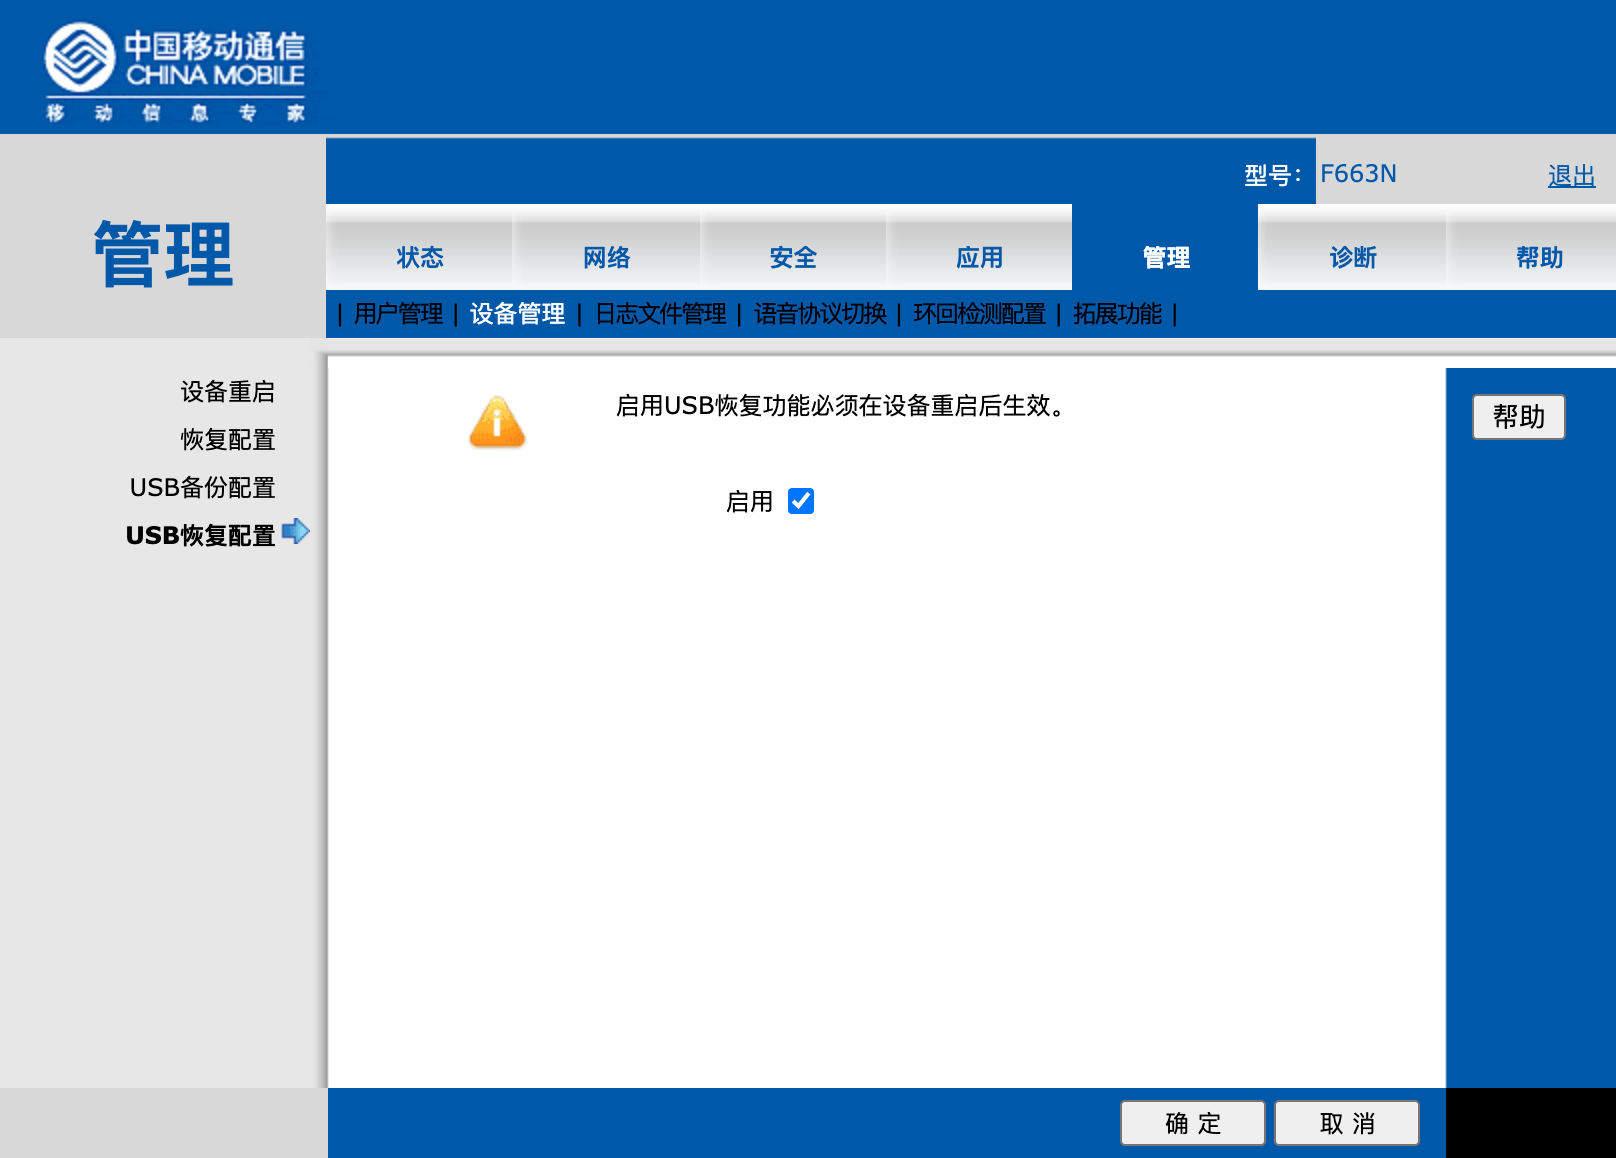 中国移动通信
CHINA MOBILE
移动信息专家
型号： F663N 退出
管理
状态 网络 安全 应用 管理 诊断 帮助
| 用户管理 | 设备管理 | 日志文件管理 | 语音协议切换 | 环回检测配置 | 拓展功能 |
设备重启
恢复配置
USB备份配置
USB恢复配置
启用USB恢复功能必须在设备重启后生效。
启用
帮助
确 定 取 消